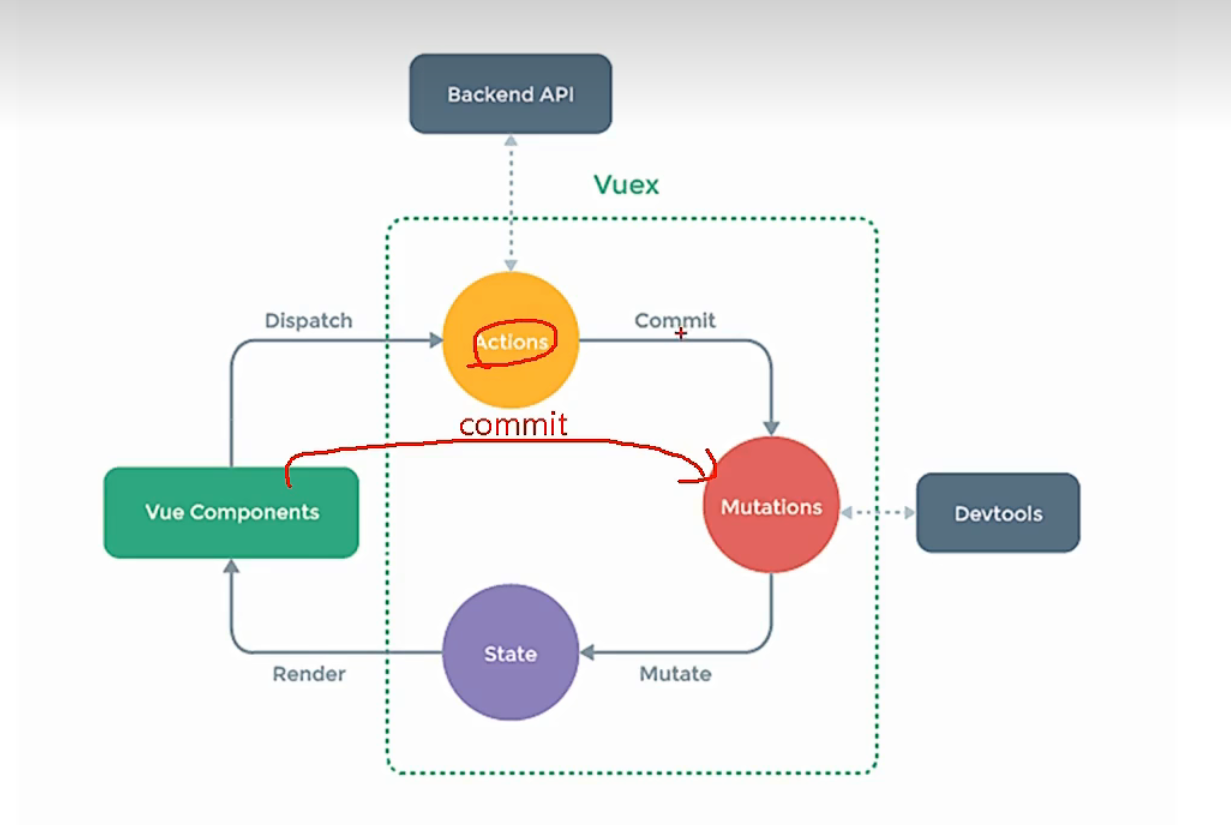 Backend API
Vuex
Dispatch
Commit
Actions
commit
Vue Components
Mutations
Devtools
State
Render
Mutate